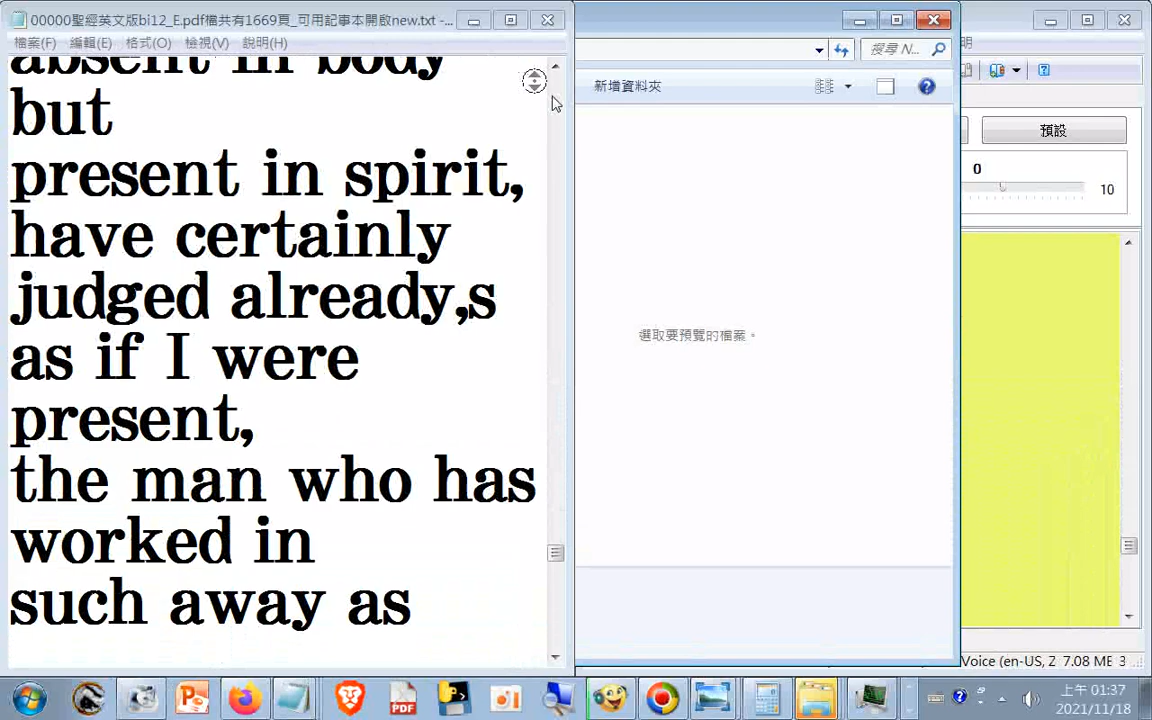 00000聖經英文版bi12_E.pdf檔共有1669頁_可用記事本開啟new.txt -...
檔案(F) 編輯(E) 格式(O) 檢視(V) 說明(H)
absent in body
but
present in spirit,
have certainly
judged already,s
as if I were
present,
the man who has
worked in
such away as
搜尋 N...
新增資料夾
選取要預覽的檔案。
明
預設
0
10
Voice (en-US, Z 7.08 ME 3
PDF
上午 01:37
2021/11/18